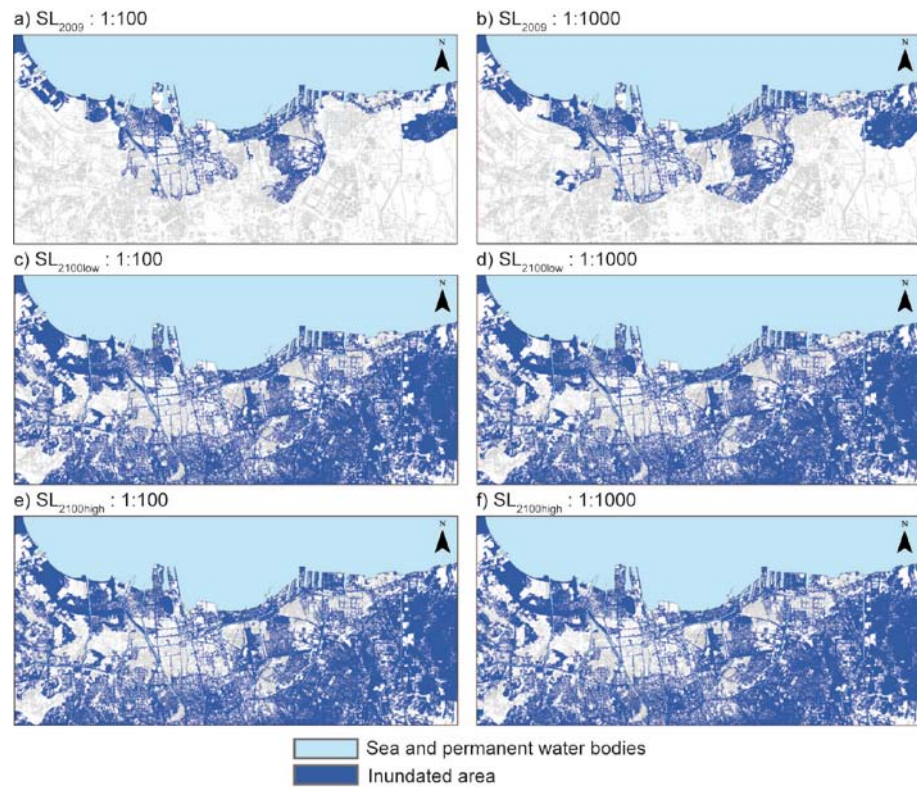 a) SL2009 : 1:100
b) SL2009 : 1:1000
N
N
c) SL2100low : 1:100
d) SL2100low : 1:1000
N
N
e) SL2100high : 1:100
f) SL2100high : 1:1000
N
N
Sea and permanent water bodies
Inundated area